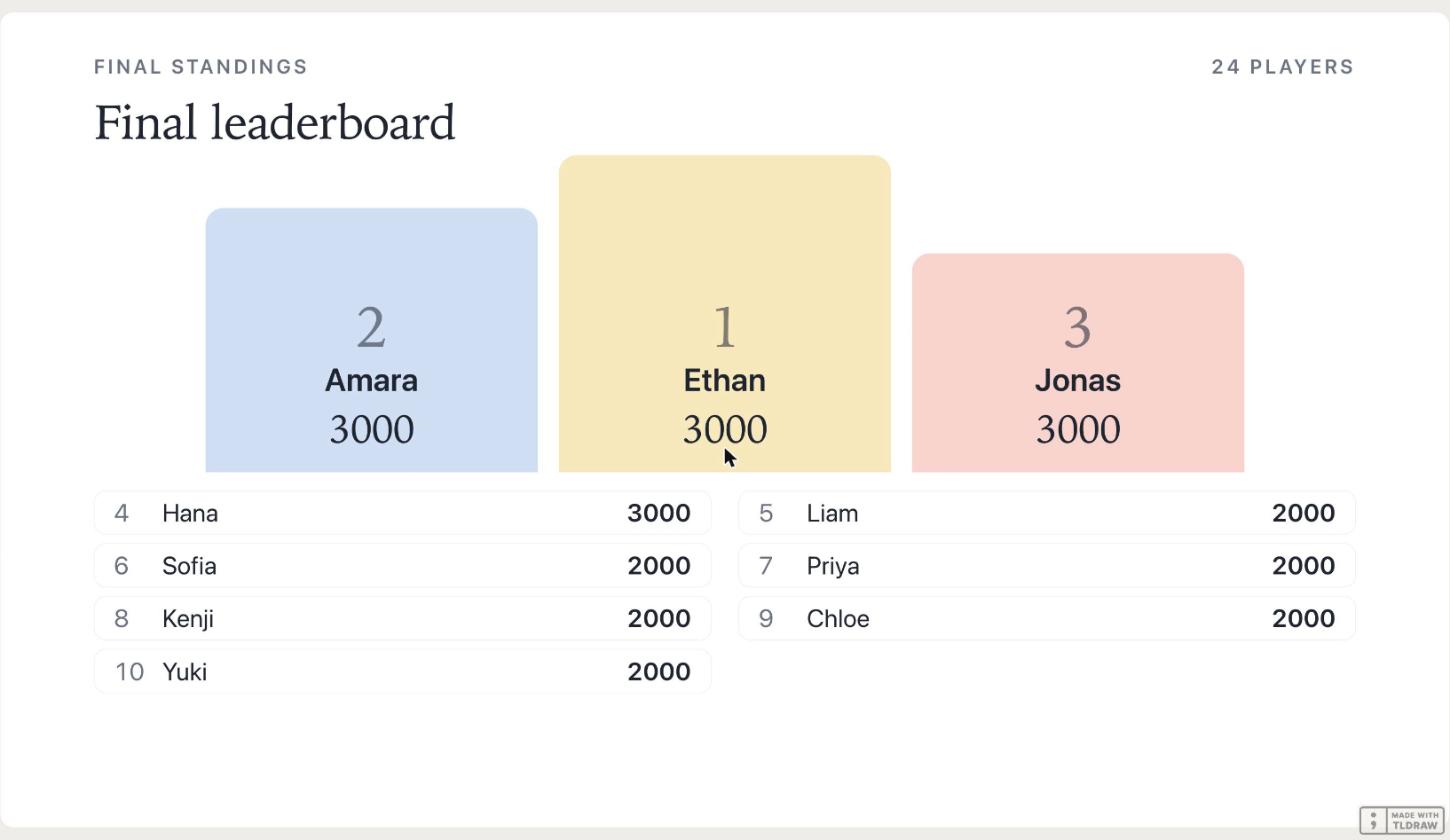 FINAL STANDINGS
24 PLAYERS
Final leaderboard
2
Amara
3000
1
Ethan
3000
3
Jonas
3000
4 Hana 3000
5 Liam 2000
6 Sofia 2000
7 Priya 2000
8 Kenji 2000
9 Chloe 2000
10 Yuki 2000
MADE WITH
TLDRAW